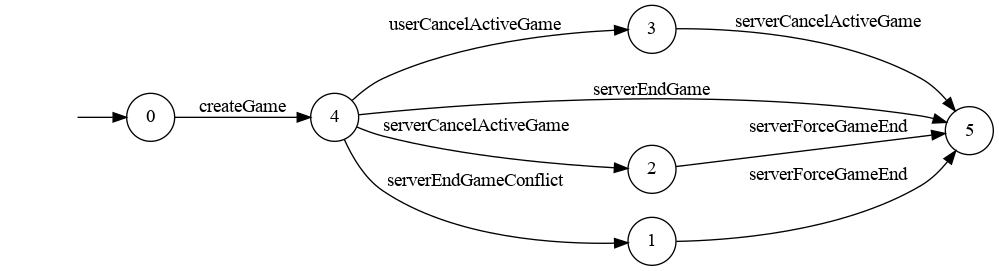 userCancelActiveGame
3
serverCancelActiveGame
serverEndGame
0
createGame
4
serverCancelActiveGame
serverForceGameEnd
5
2
serverEndGameConflict
serverForceGameEnd
1